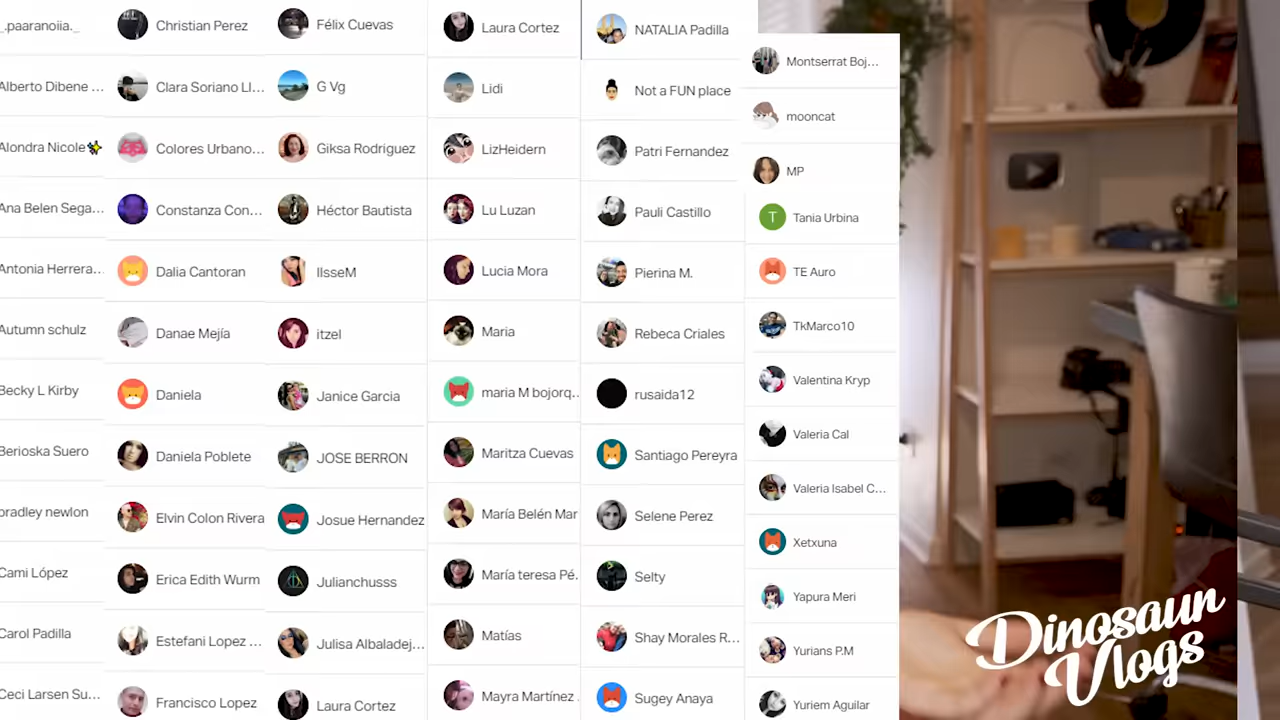 _.paaranoiia._
Alberto Dibene ...
Alondra Nicole✨
Ana Belen Sega...
Antonia Herrera...
Autumn schulz
Becky L Kirby
Berioska Suero
bradley newlon
Cami López
Carol Padilla
Ceci Larsen Su...
Christian Perez
Clara Soriano Ll...
Colores Urbano...
Constanza Con...
Dalia Cantoran
Danae Mejía
Daniela
Daniela Poblete
Elvin Colon Rivera
Erica Edith Wurm
Estefani Lopez ...
Francisco Lopez
Félix Cuevas
G Vg
Giksa Rodriguez
Héctor Bautista
IlsseM
itzel
Janice Garcia
JOSE BERRON
Josue Hernandez
Julianchusss
Julisa Albaladej...
Laura Cortez
Laura Cortez
Lidi
LizHeidern
Lu Luzan
Lucia Mora
Maria
maria M bojorq..
Maritza Cuevas
María Belén Mar
María teresa Pé.
Matías
Mayra Martínez .
NATALIA Padilla
Not a FUN place
Patri Fernandez
Pauli Castillo
Pierina M.
Rebeca Criales
rusaida12
Santiago Pereyra
Selene Perez
Selty
Shay Morales R...
Sugey Anaya
Montserrat Boj...
mooncat
MP
T
Tania Urbina
TE Auro
TkMarco10
Valentina Kryp
Valeria Cal
Valeria Isabel C...
Xetxuna
Yapura Meri
Yurians P.M
Yuriem Aguilar
Dinosaur
Vlogs